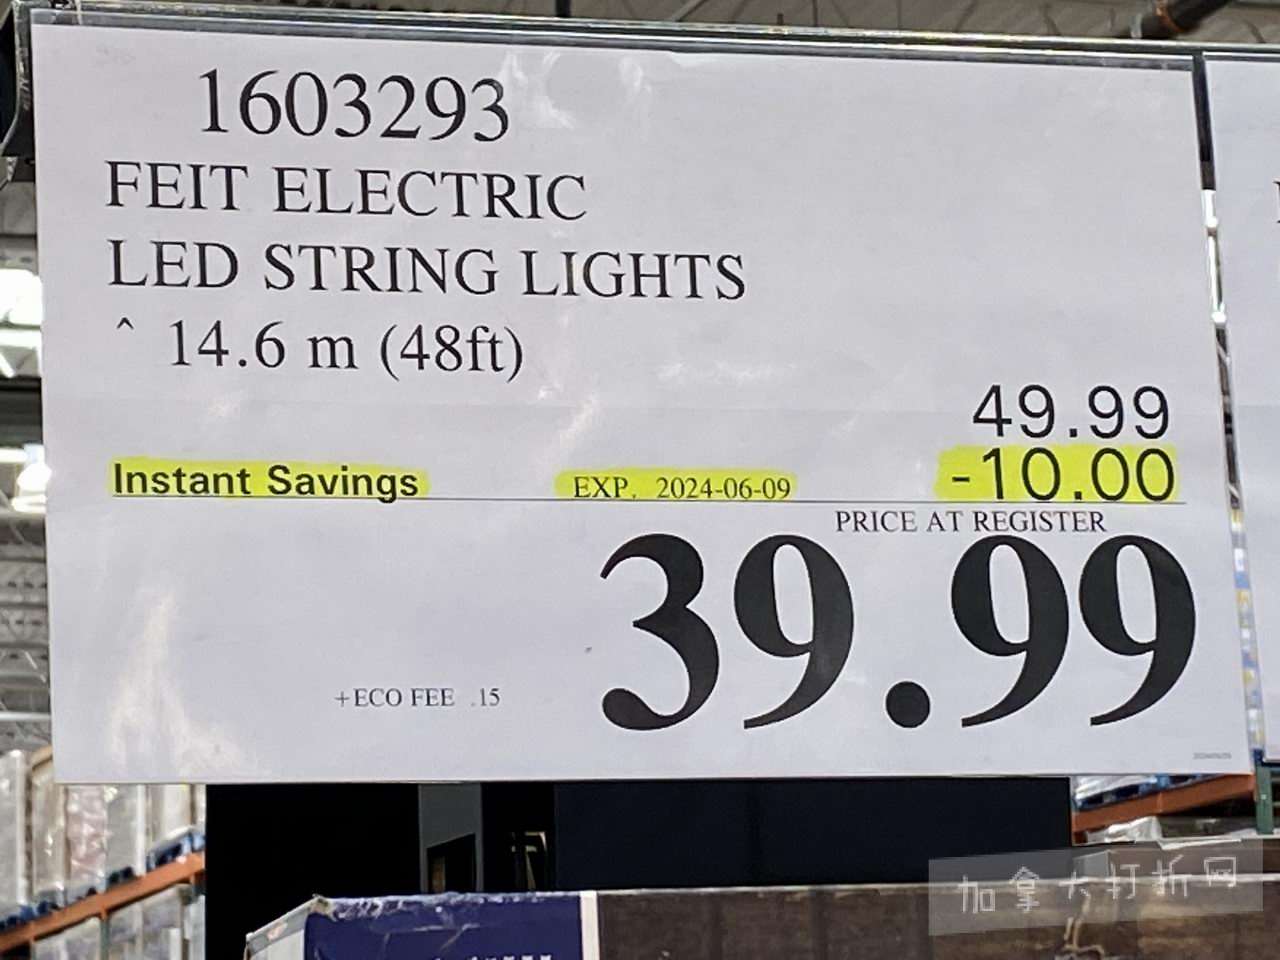 1603293
FEIT ELECTRIC
LED STRING LIGHTS
^ 14.6 m (48ft)
49.99
Instant Savings EXP. 2024-06-09 -10.00
PRICE AT REGISTER
39.99
+ECO FEE .15
加拿大打折网